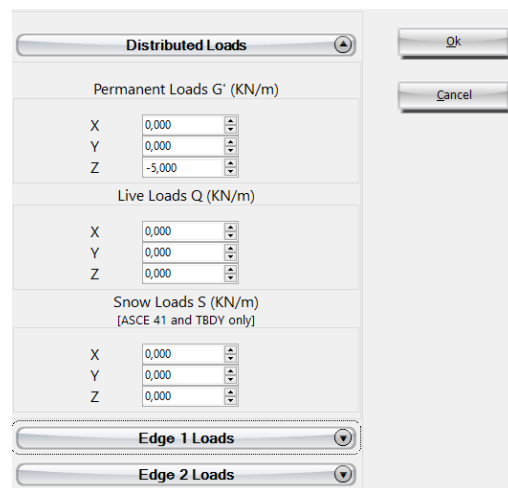 Distributed Loads
Ok
Permanent Loads G' (KN/m)
Cancel
X 0,000
Y 0,000
Z -5,000
Live Loads Q (KN/m)
X 0,000
Y 0,000
Z 0,000
Snow Loads S (KN/m)
[ASCE 41 and TBDY only]
X 0,000
Y 0,000
Z 0,000
Edge 1 Loads
Edge 2 Loads